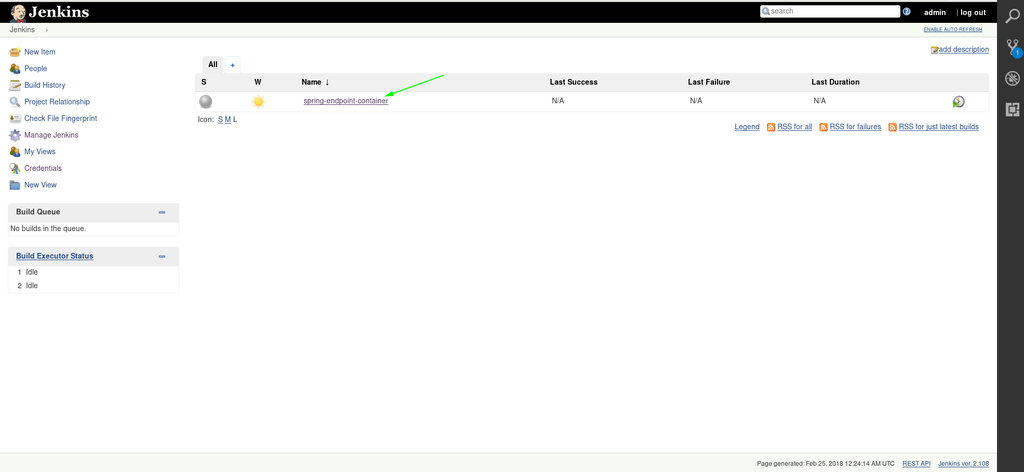 Jenkins
search
admin | log out
Jenkins ›
ENABLE AUTO REFRESH
New Item
People
Build History
Project Relationship
Check File Fingerprint
Manage Jenkins
My Views
Credentials
New View
Build Queue
No builds in the queue.
Build Executor Status
1 Idle
2 Idle
add description
All +
S W Name ↓ Last Success Last Failure Last Duration
spring-endpoint-container N/A N/A N/A
Icon: S M L
Legend RSS for all RSS for failures RSS for just latest builds
1
Page generated: Feb 25, 2018 12:24:14 AM UTC REST API Jenkins ver. 2.108